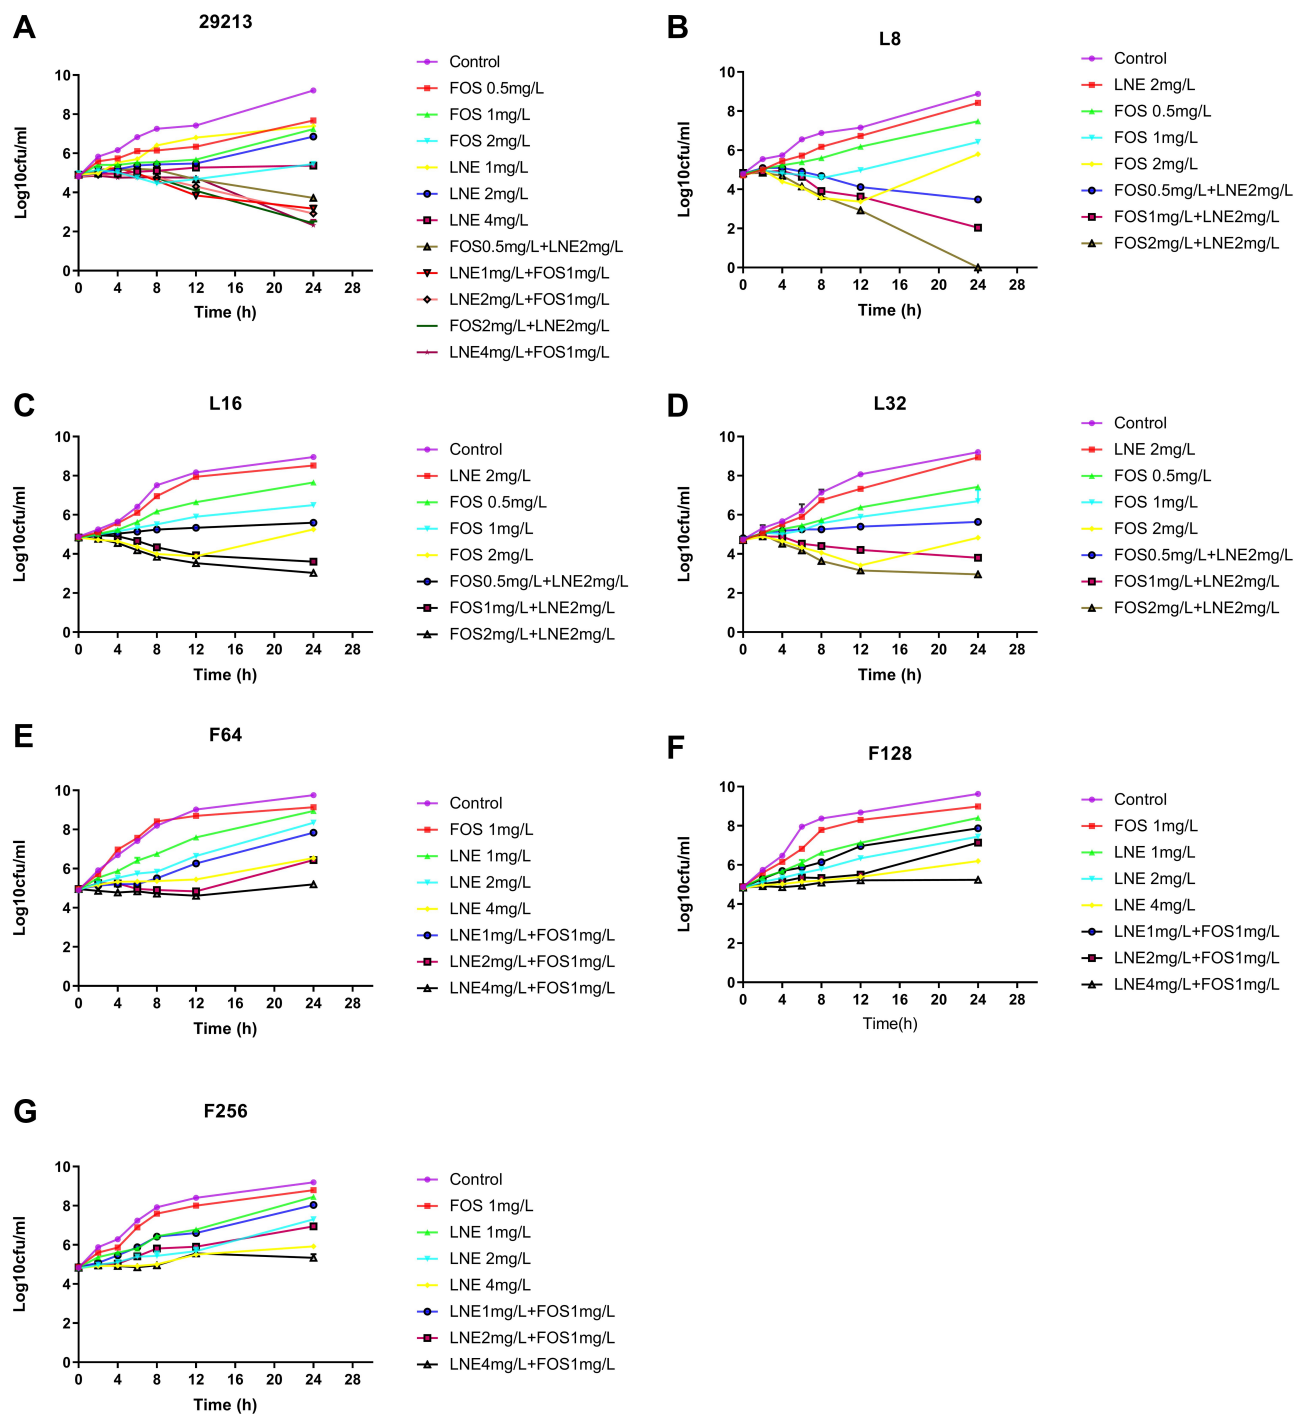 A
29213
Log10cfu/ml
10
8
6
4
2
0
0 4 8 12 16 20 24 28
Time (h)
Control
FOS 0.5mg/L
FOS 1mg/L
FOS 2mg/L
LNE 1mg/L
LNE 2mg/L
LNE 4mg/L
FOS0.5mg/L+LNE2mg/L
LNE1mg/L+FOS1mg/L
LNE2mg/L+FOS1mg/L
FOS2mg/L+LNE2mg/L
LNE4mg/L+FOS1mg/L
B
L8
Log10cfu/ml
10
8
6
4
2
0
0 4 8 12 16 20 24 28
Time (h)
Control
LNE 2mg/L
FOS 0.5mg/L
FOS 1mg/L
FOS 2mg/L
FOS0.5mg/L+LNE2mg/L
FOS1mg/L+LNE2mg/L
FOS2mg/L+LNE2mg/L
C
L16
Log10cfu/ml
10
8
6
4
2
0
0 4 8 12 16 20 24 28
Time (h)
Control
LNE 2mg/L
FOS 0.5mg/L
FOS 1mg/L
FOS 2mg/L
FOS0.5mg/L+LNE2mg/L
FOS1mg/L+LNE2mg/L
FOS2mg/L+LNE2mg/L
D
L32
Log10cfu/ml
10
8
6
4
2
0
0 4 8 12 16 20 24 28
Time (h)
Control
LNE 2mg/L
FOS 0.5mg/L
FOS 1mg/L
FOS 2mg/L
FOS0.5mg/L+LNE2mg/L
FOS1mg/L+LNE2mg/L
FOS2mg/L+LNE2mg/L
E
F64
Log10cfu/ml
10
8
6
4
2
0
0 4 8 12 16 20 24 28
Time (h)
Control
FOS 1mg/L
LNE 1mg/L
LNE 2mg/L
LNE 4mg/L
LNE1mg/L+FOS1mg/L
LNE2mg/L+FOS1mg/L
LNE4mg/L+FOS1mg/L
F
F128
Log10cfu/ml
10
8
6
4
2
0
0 4 8 12 16 20 24 28
Time(h)
Control
FOS 1mg/L
LNE 1mg/L
LNE 2mg/L
LNE 4mg/L
LNE1mg/L+FOS1mg/L
LNE2mg/L+FOS1mg/L
LNE4mg/L+FOS1mg/L
G
F256
Log10cfu/ml
10
8
6
4
2
0
0 4 8 12 16 20 24 28
Time (h)
Control
FOS 1mg/L
LNE 1mg/L
LNE 2mg/L
LNE 4mg/L
LNE1mg/L+FOS1mg/L
LNE2mg/L+FOS1mg/L
LNE4mg/L+FOS1mg/L